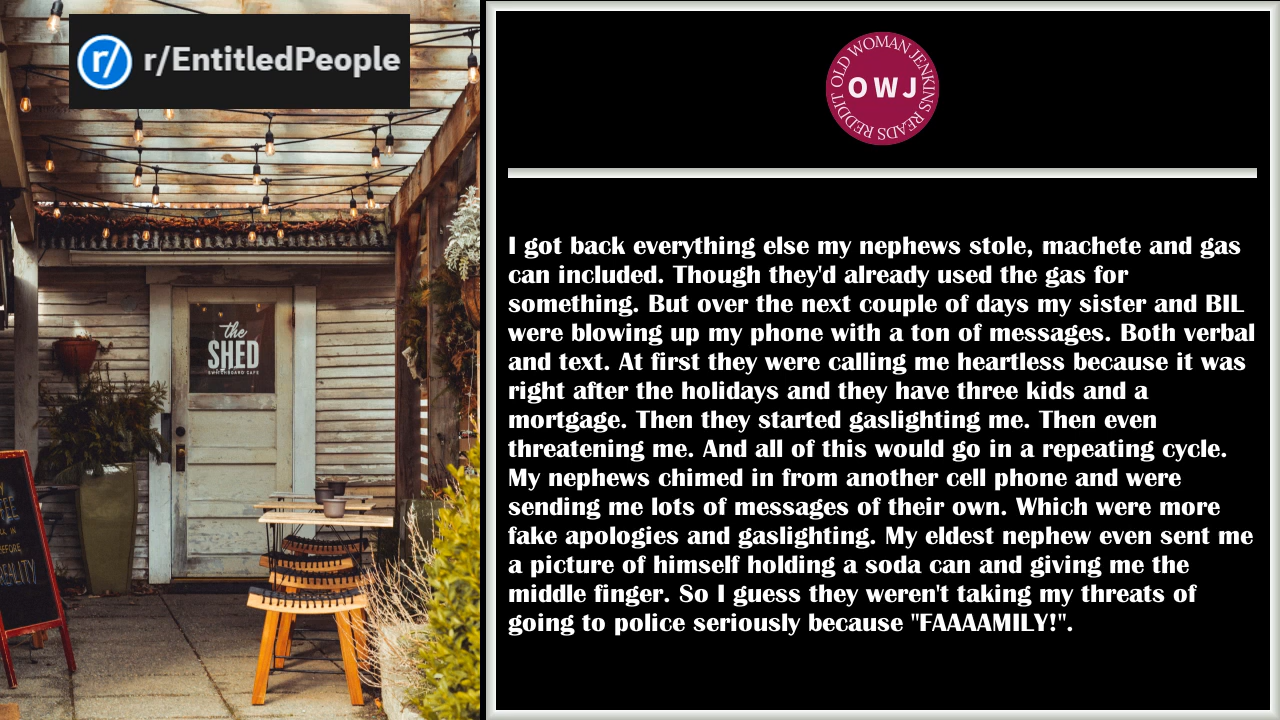 r/ r/EntitledPeople
OLD WOMAN JENKINS READS REDDIT
OWJ
the
SHED
I got back everything else my nephews stole, machete and gas
can included. Though they'd already used the gas for
something. But over the next couple of days my sister and BIL
were blowing up my phone with a ton of messages. Both verbal
and text. At first they were calling me heartless because it was
right after the holidays and they have three kids and a
mortgage. Then they started gaslighting me. Then even
threatening me. And all of this would go in a repeating cycle.
My nephews chimed in from another cell phone and were
sending me lots of messages of their own. Which were more
fake apologies and gaslighting. My eldest nephew even sent me
a picture of himself holding a soda can and giving me the
middle finger. So I guess they weren't taking my threats of
going to police seriously because "FAAAAMILY!".